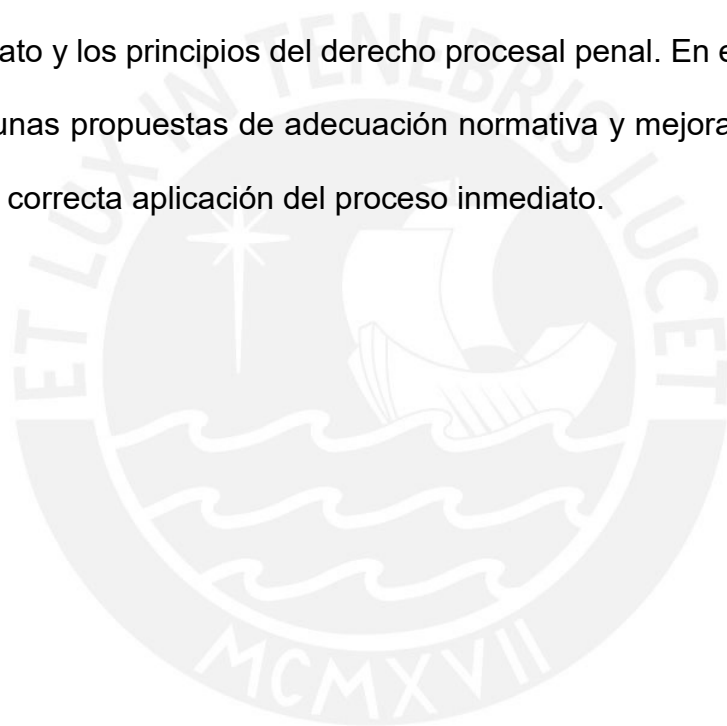 ato y los principios del derecho procesal penal. En e
unas propuestas de adecuación normativa y mejora
correcta aplicación del proceso inmediato.
ET LUX IN TENEBRIS LUCET
MCMXVII